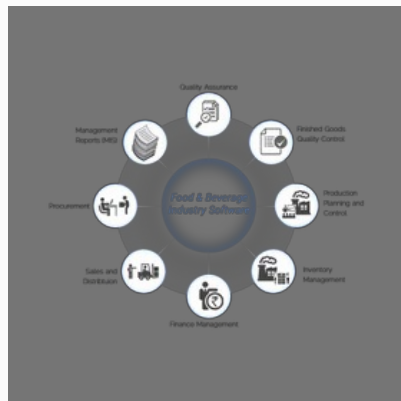 Quality Assurance
Finished Goods
Quality Control
Production
Planning and
Control
Inventory
Management
Finance Management
Sales and
Distribiuion
Procurement
Management
Reports (MIS)
Food & Beverage
Industry Software